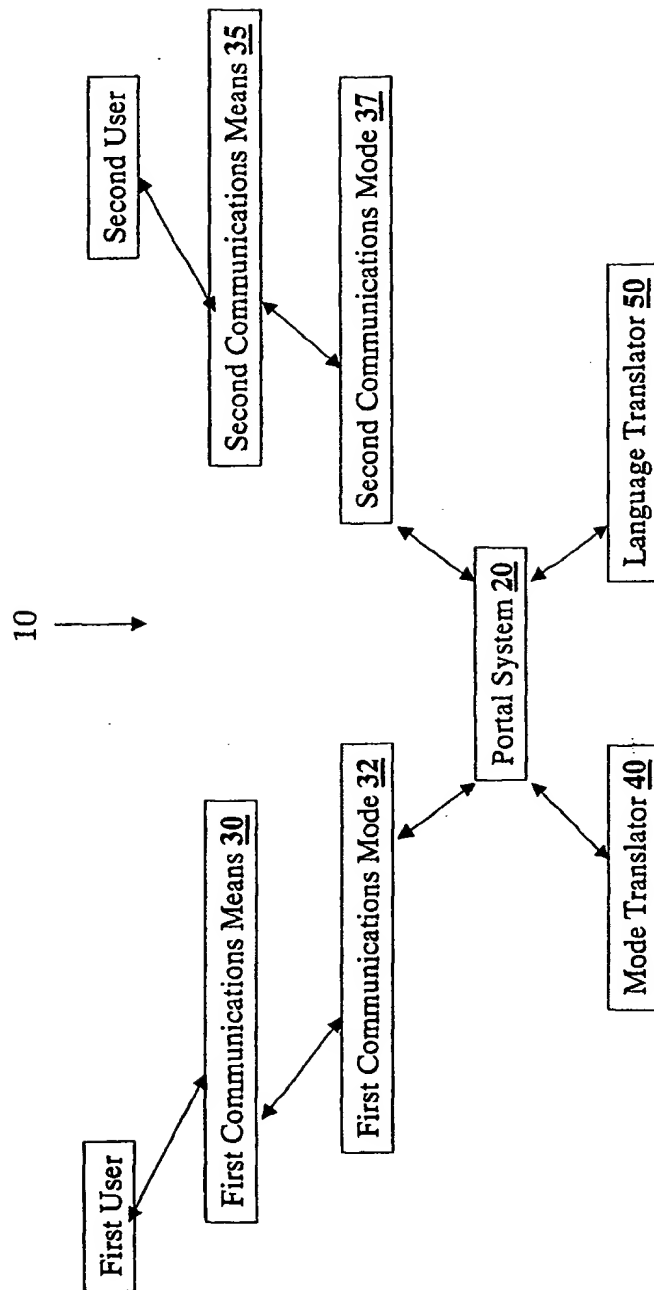 10
First User
Second User
First Communications Means 30
Second Communications Means 35
First Communications Mode 32
Second Communications Mode 37
Portal System 20
Mode Translator 40
Language Translator 50